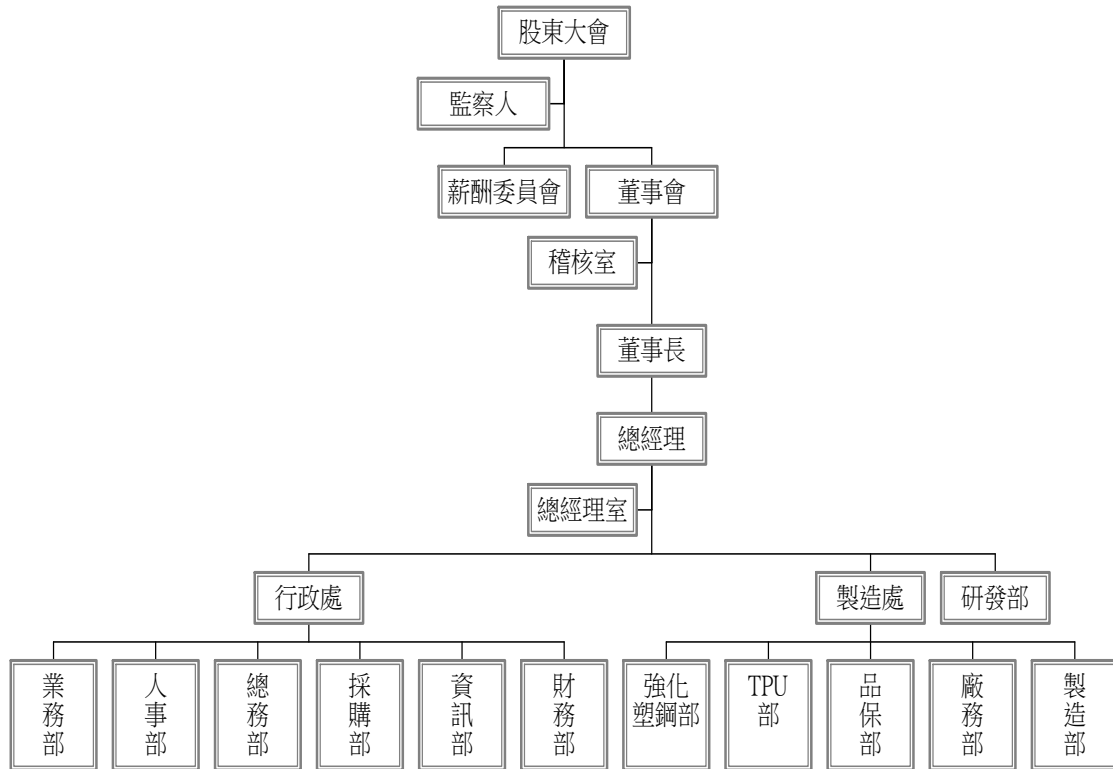 股東大會
監察人
薪酬委員會
董事會
稽核室
董事長
總經理
總經理室
行政處
製造處
研發部
業務部
人事部
總務部
採購部
資訊部
財務部
強化
塑鋼部
TPU
部
品保部
廠務部
製造部